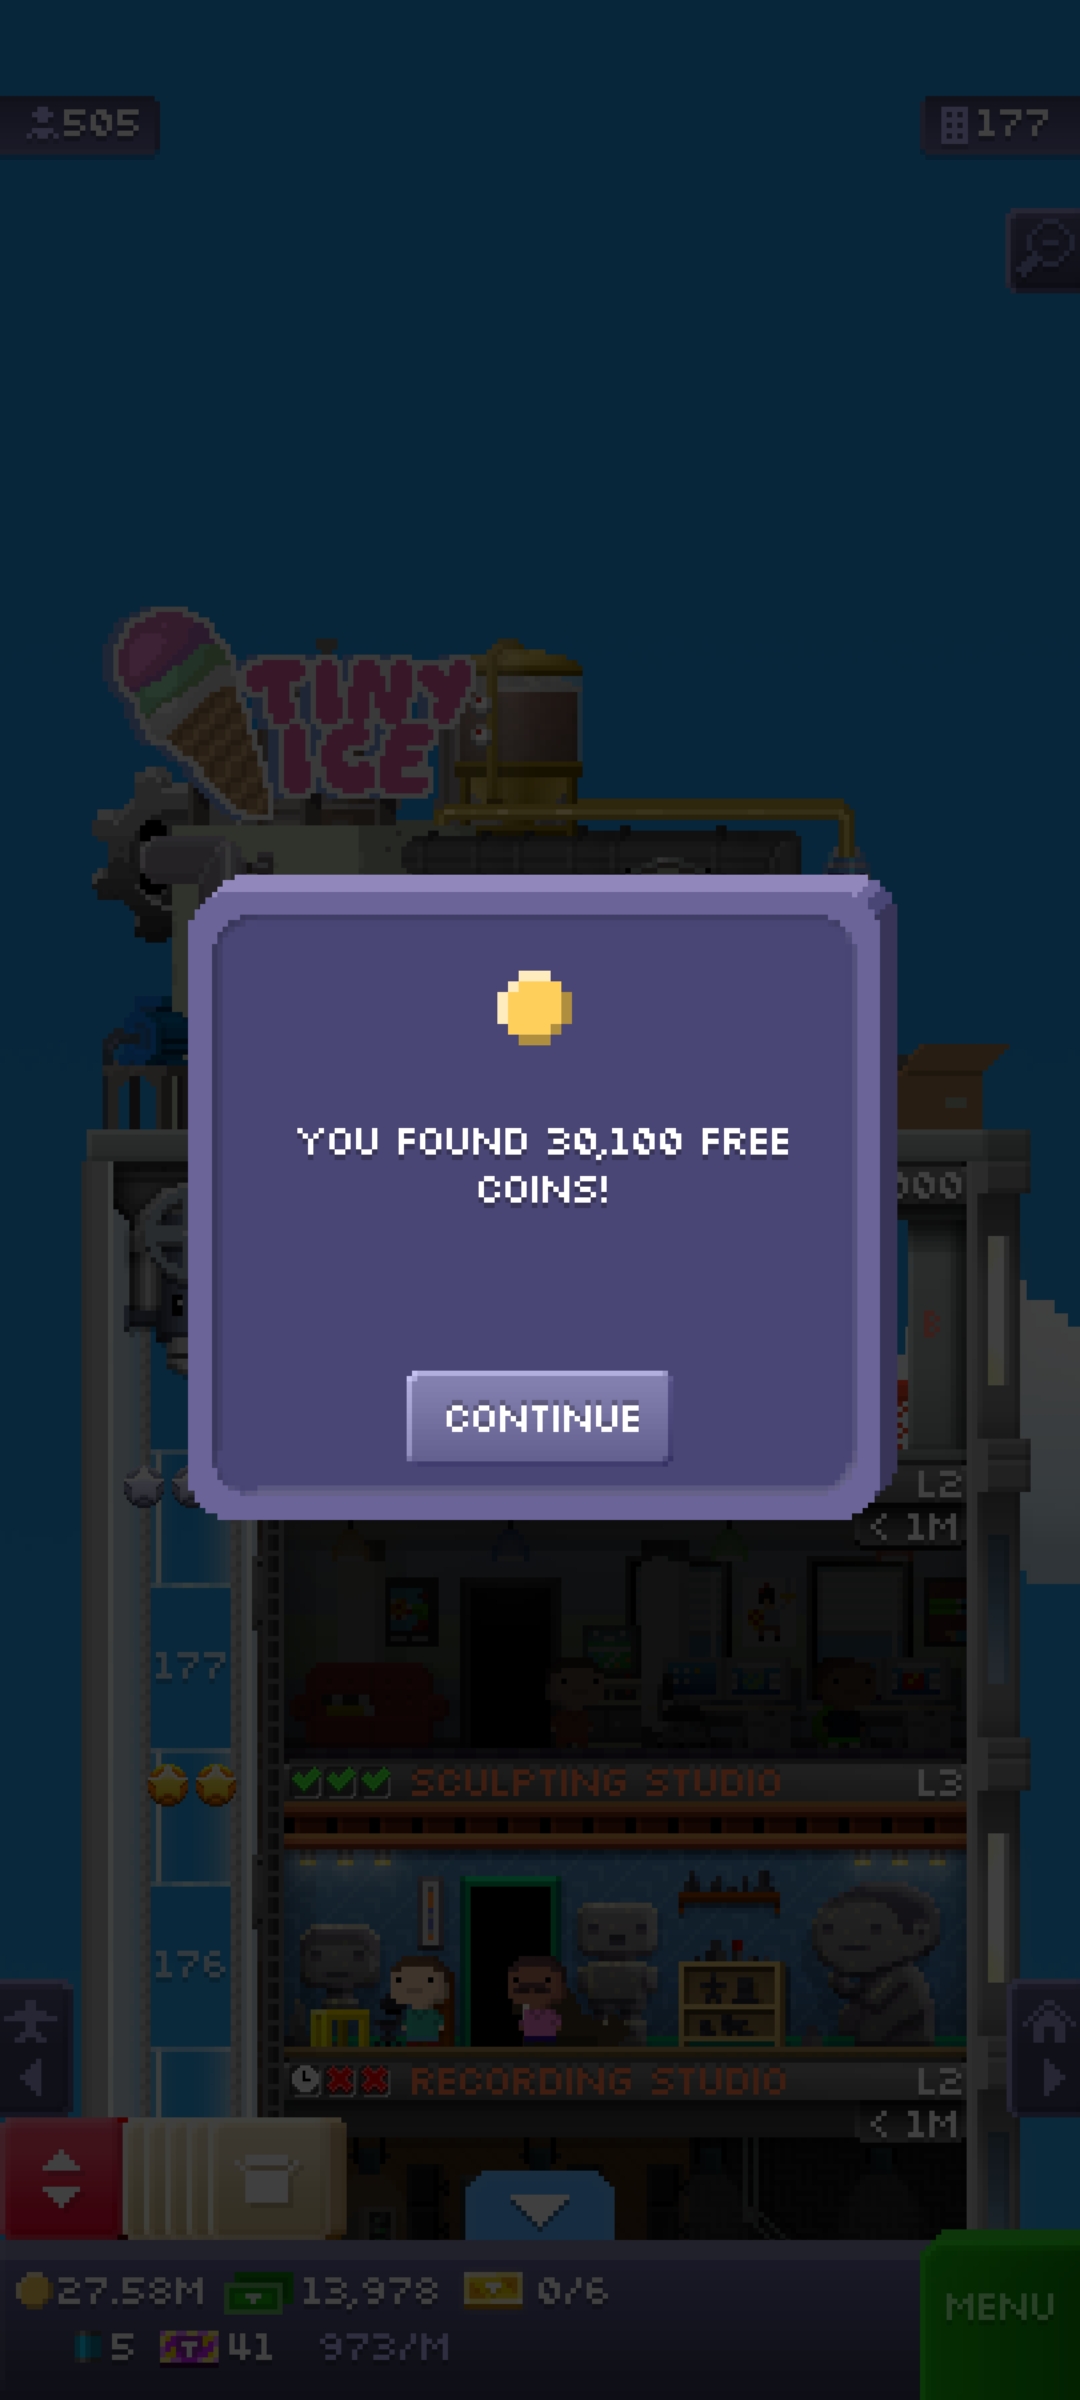 505
177
TINY
ICE
YOU FOUND 30,100 FREE
COINS!
CONTINUE
L2
< 1M
177
SCULPTING STUDIO L3
176
RECORDING STUDIO L2
< 1M
27.58M 13,978 0/6
5 41 973/M
MENU